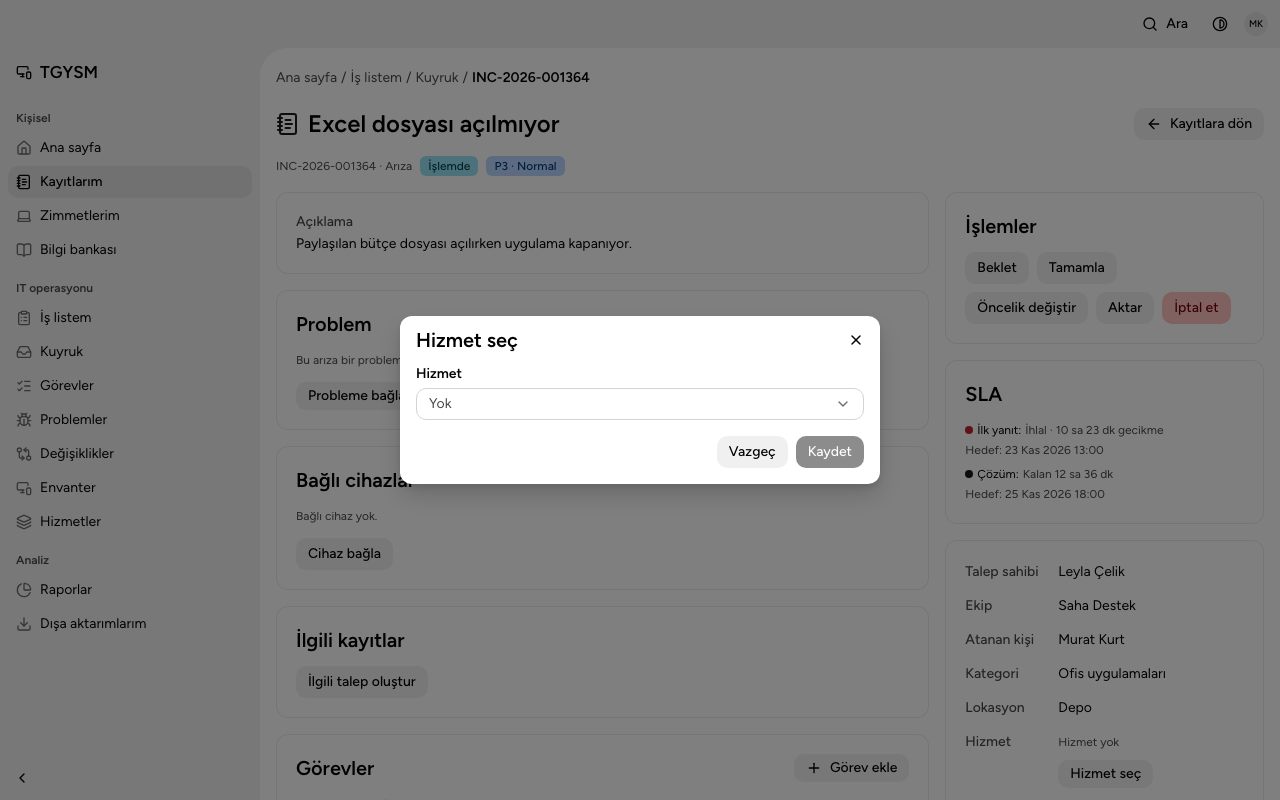 Ara
MK
TGYSM
Kişisel
Ana sayfa
Kayıtlarım
Zimmetlerim
Bilgi bankası
IT operasyonu
İş listem
Kuyruk
Görevler
Problemler
Değişiklikler
Envanter
Hizmetler
Analiz
Raporlar
Dışa aktarımlarım
Ana sayfa / İş listem / Kuyruk / INC-2026-001364
Excel dosyası açılmıyor
Kayıtlara dön
INC-2026-001364 · Arıza İşlemde P3 · Normal
Açıklama
Paylaşılan bütçe dosyası açılırken uygulama kapanıyor.
Problem
Bu arıza bir problem
Probleme bağla
Hizmet seç
Hizmet
Yok
Vazgeç Kaydet
Bağlı cihazlar
Bağlı cihaz yok.
Cihaz bağla
İlgili kayıtlar
İlgili talep oluştur
Görevler
Görev ekle
İşlemler
Beklet Tamamla
Öncelik değiştir Aktar İptal et
SLA
İlk yanıt: İhlal · 10 sa 23 dk gecikme
Hedef: 23 Kas 2026 13:00
Çözüm: Kalan 12 sa 36 dk
Hedef: 25 Kas 2026 18:00
Talep sahibi Leyla Çelik
Ekip Saha Destek
Atanan kişi Murat Kurt
Kategori Ofis uygulamaları
Lokasyon Depo
Hizmet Hizmet yok
Hizmet seç